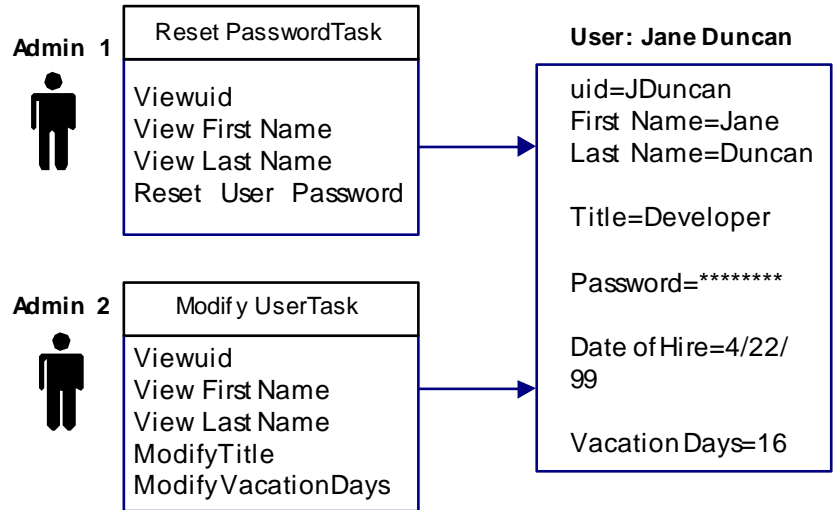 Admin 1
Reset PasswordTask
Viewuid
View First Name
View Last Name
Reset User Password
Admin 2
Modify UserTask
Viewuid
View First Name
View Last Name
ModifyTitle
ModifyVacationDays
User: Jane Duncan
uid=JDuncan
First Name=Jane
Last Name=Duncan
Title=Developer
Password=********
Date of Hire=4/22/
99
Vacation Days=16